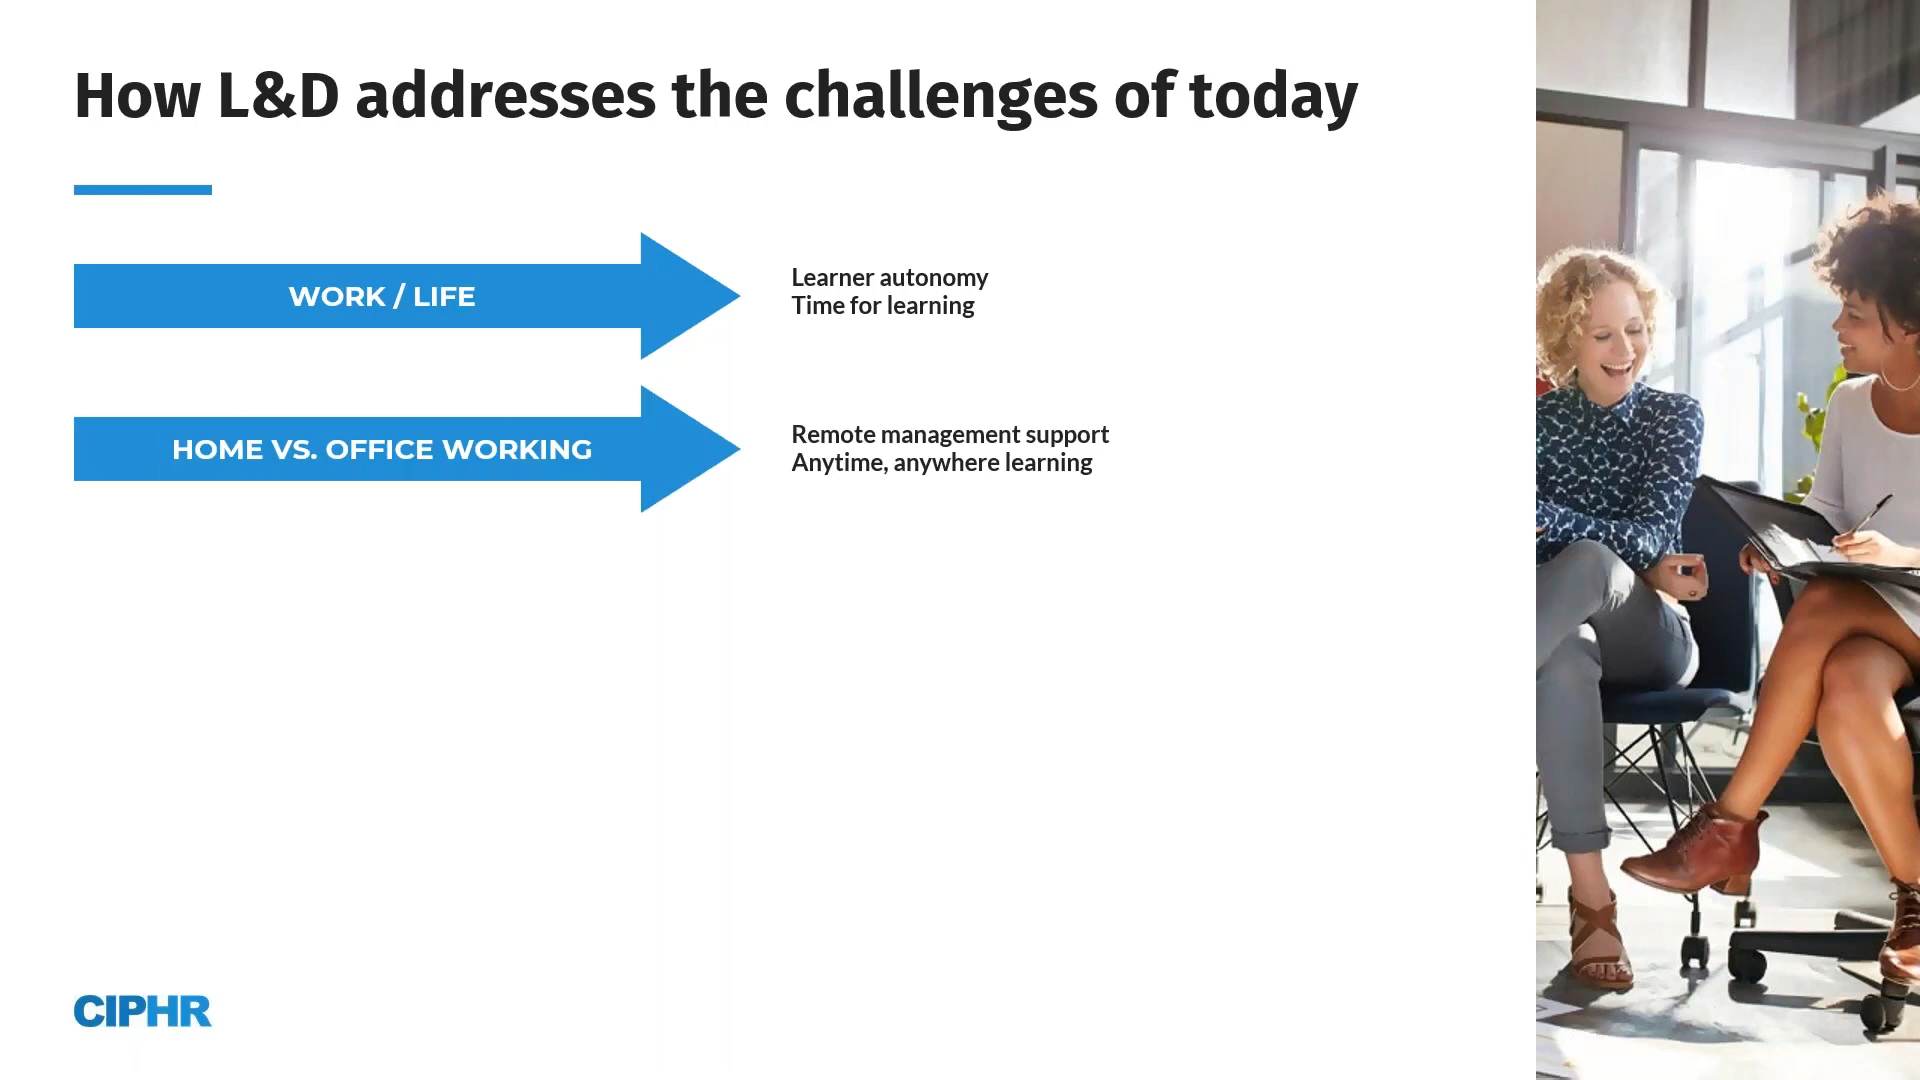 How L&D addresses the challenges of today
WORK / LIFE
Learner autonomy
Time for learning
HOME VS. OFFICE WORKING
Remote management support
Anytime, anywhere learning
CIPHR